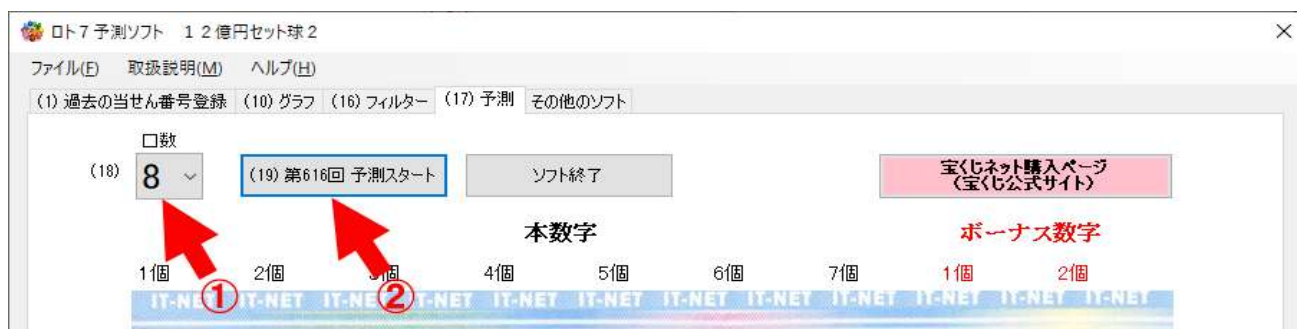 ロト7予測ソフト １２億円セット球２
ファイル(F) 取扱説明(M) ヘルプ(H)
(1) 過去の当せん番号登録 (10) グラフ (16) フィルター (17) 予測 その他のソフト
口数
(18) 8 (19) 第616回 予測スタート ソフト終了 宝くじネット購入ページ
（宝くじ公式サイト）
本数字 ボーナス数字
1個 2個 3個 4個 5個 6個 7個 1個 2個
① ②
IT-NET IT-NET IT-NET IT-NET IT-NET IT-NET IT-NET IT-NET IT-NET IT-NET IT-NET IT-NET